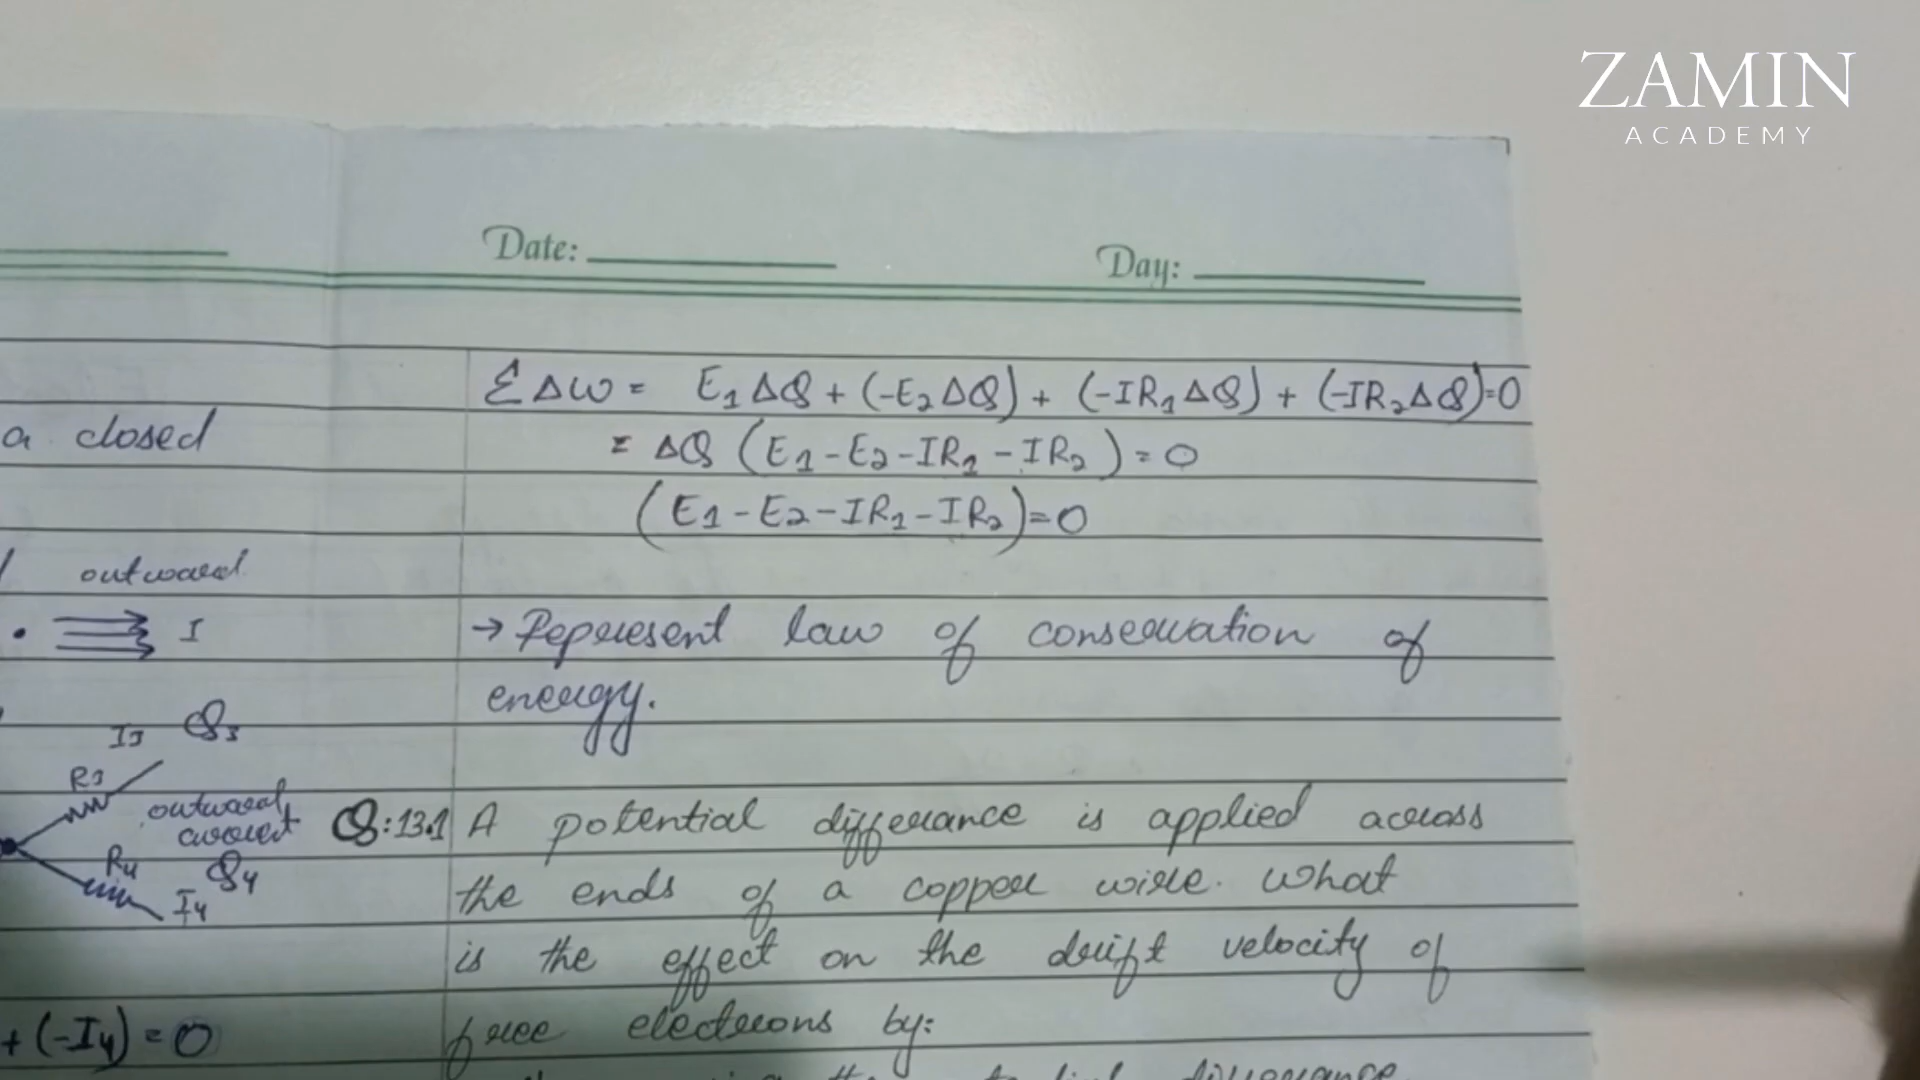 ZAMIN
ACADEMY
Date:
Day:
a closed
outward
I
I3 Q3
R3
outward
current
R4 Q4
I4
+ (-I4) = 0
ΣΔW = E1ΔQ + (-E2ΔQ) + (-IR1ΔQ) + (-IR2ΔQ)=0
= ΔQ (E1-E2-IR1-IR2) = 0
(E1-E2-IR1-IR2)=0
→ Represent law of conservation of
energy.
Q:13.1 A potential differance is applied across
the ends of a copper wire. What
is the effect on the drift velocity of
free electrons by: